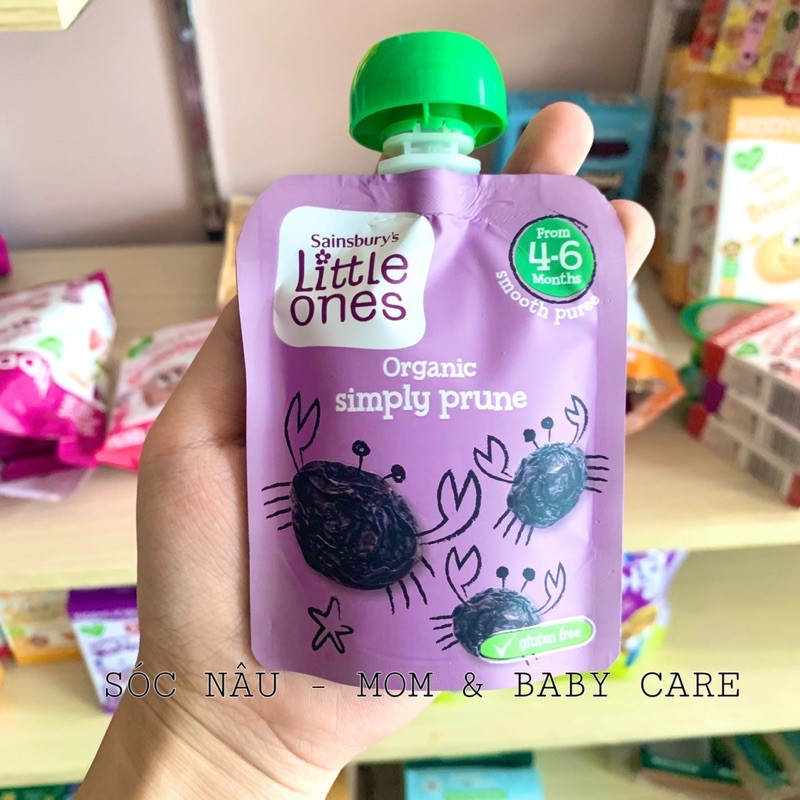 Sainsbury's
Little
ones
From
4-6
Months
smooth puree
Organic
simply prune
gluten free
SÓC NÂU - MOM & BABY CARE